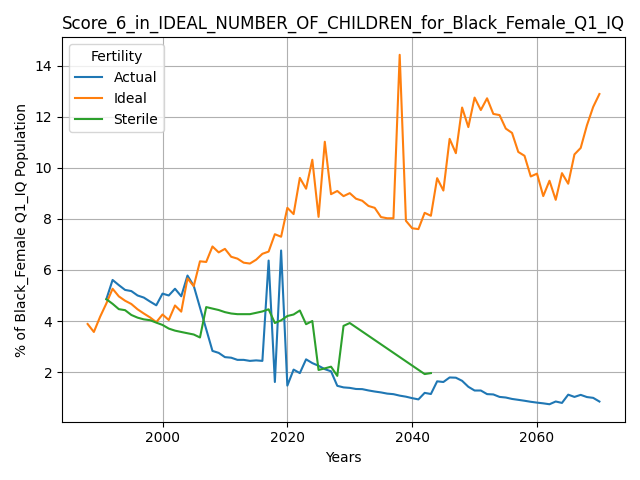 Score_6_in_IDEAL_NUMBER_OF_CHILDREN_for_Black_Female_Q1_IQ
Fertility
Actual
Ideal
Sterile
% of Black_Female Q1_IQ Population
14
12
10
8
6
4
2
2000
2020
2040
2060
Years